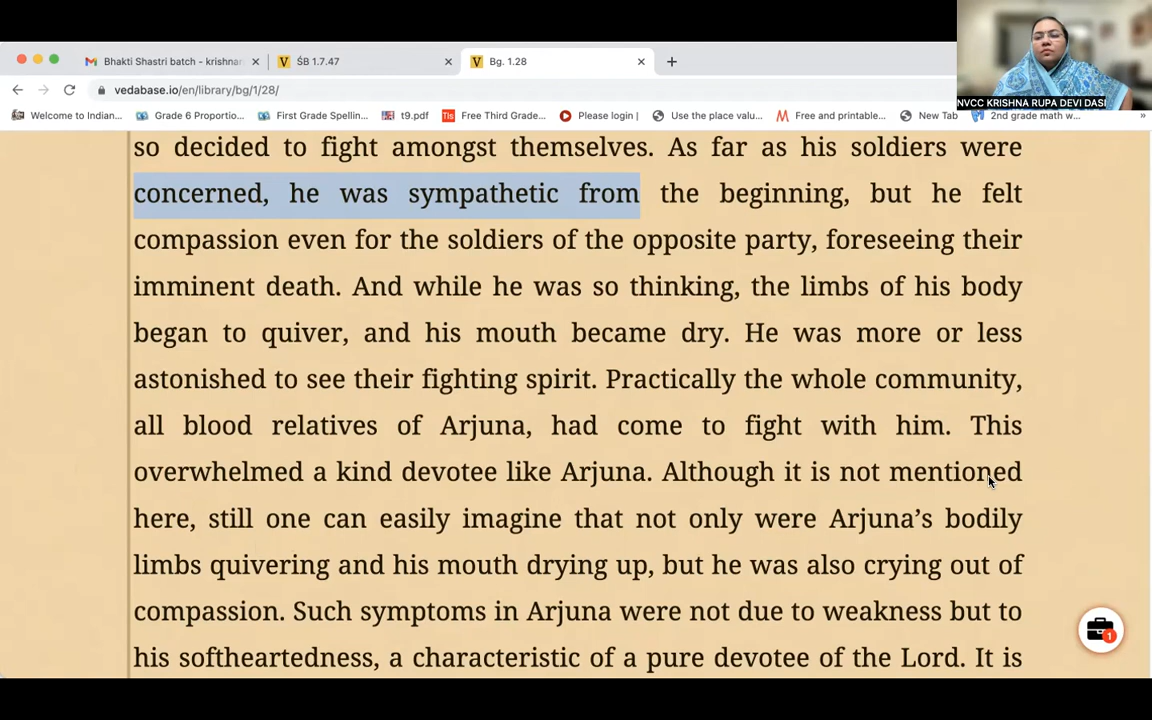 Bhakti Shastri batch - krishnar
ŚB 1.7.47
Bg. 1.28
vedabase.io/en/library/bg/1/28/
Welcome to Indian...
Grade 6 Proportio...
First Grade Spellin...
t9.pdf
Tis
Free Third Grade...
Please login |
Use the place valu...
Free and printable...
New Tab
2nd grade math w...
»
NVCC KRISHNA RUPA DEVI DASI
so decided to fight amongst themselves. As far as his soldiers were
concerned, he was sympathetic from the beginning, but he felt
compassion even for the soldiers of the opposite party, foreseeing their
imminent death. And while he was so thinking, the limbs of his body
began to quiver, and his mouth became dry. He was more or less
astonished to see their fighting spirit. Practically the whole community,
all blood relatives of Arjuna, had come to fight with him. This
overwhelmed a kind devotee like Arjuna. Although it is not mentioned
here, still one can easily imagine that not only were Arjuna’s bodily
limbs quivering and his mouth drying up, but he was also crying out of
compassion. Such symptoms in Arjuna were not due to weakness but to
his softheartedness, a characteristic of a pure devotee of the Lord. It is
1